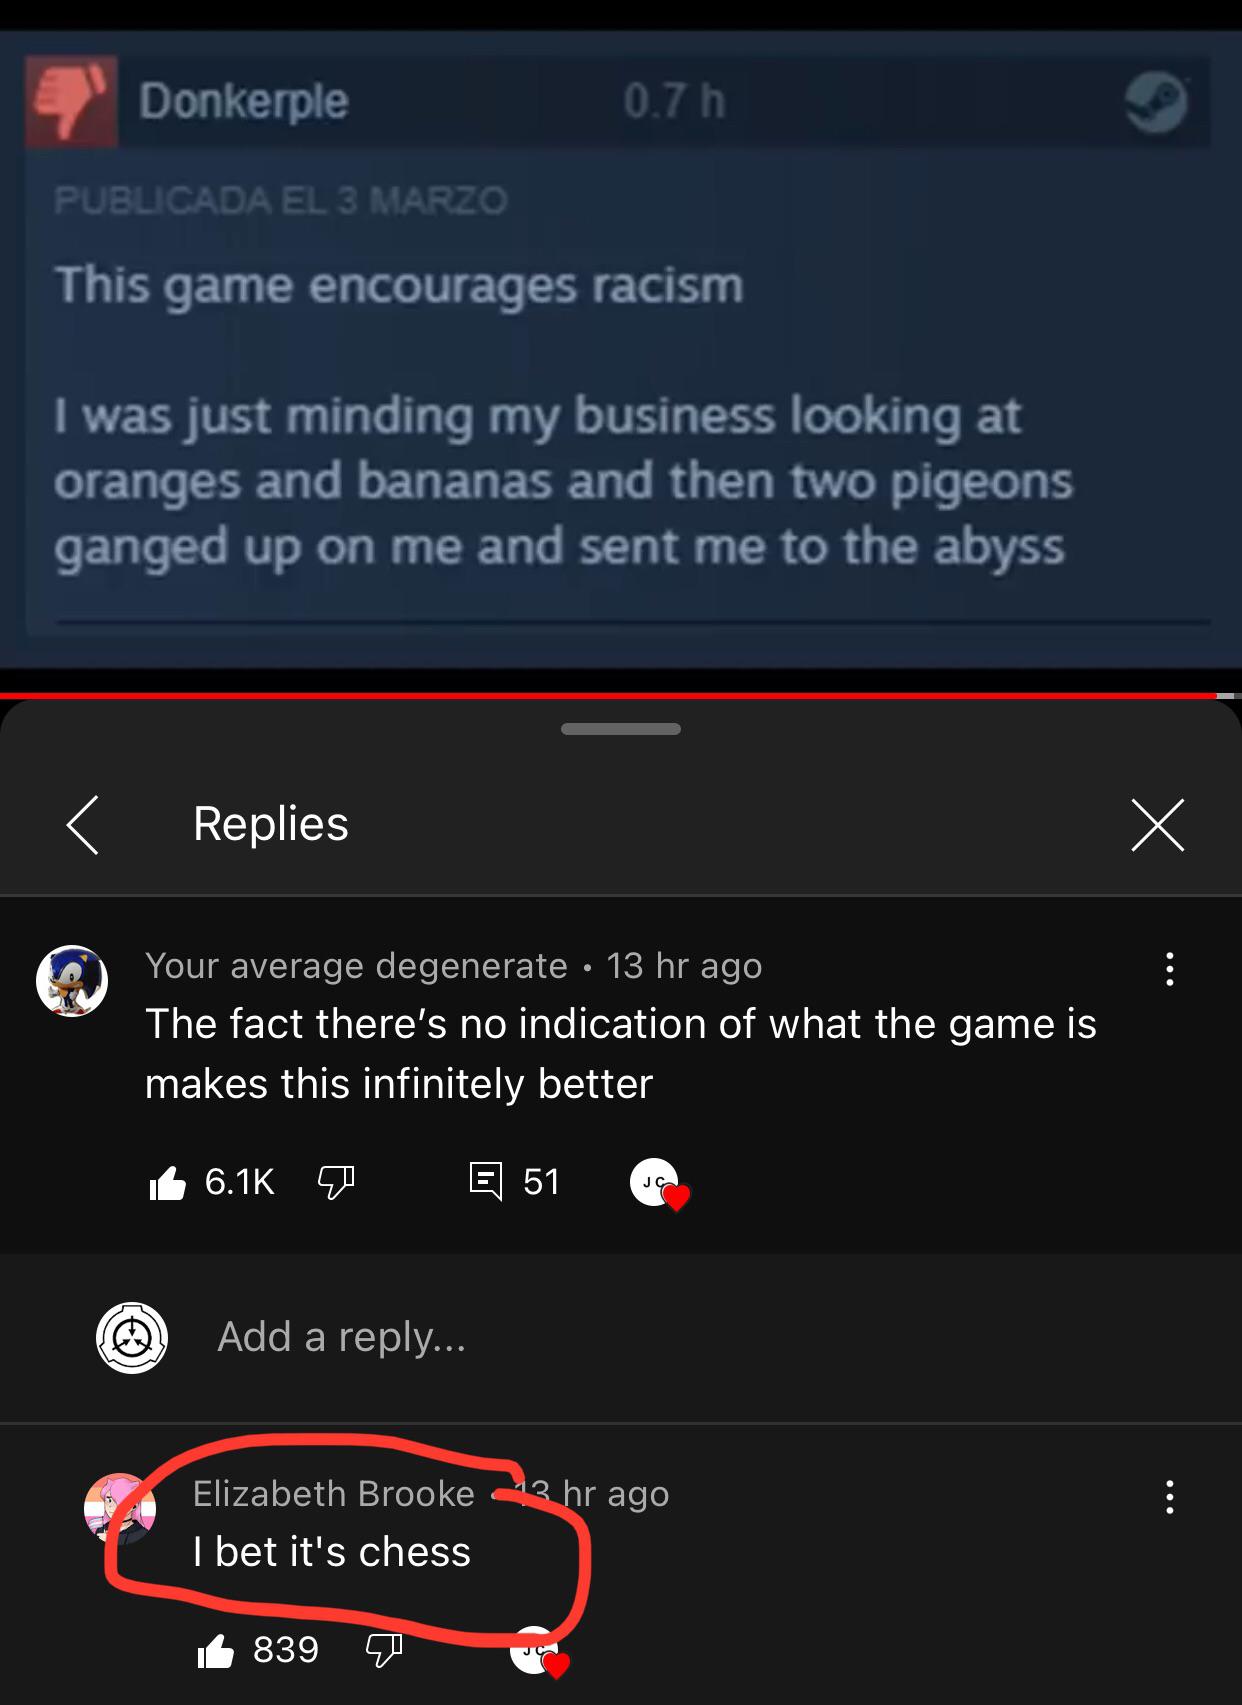 Donkerple 0.7 h
PUBLICADA EL 3 MARZO
This game encourages racism
I was just minding my business looking at
oranges and bananas and then two pigeons
ganged up on me and sent me to the abyss
Replies
Your average degenerate • 13 hr ago
The fact there’s no indication of what the game is
makes this infinitely better
6.1K 51 JC
Add a reply...
Elizabeth Brooke • 13 hr ago
I bet it's chess
839 JC